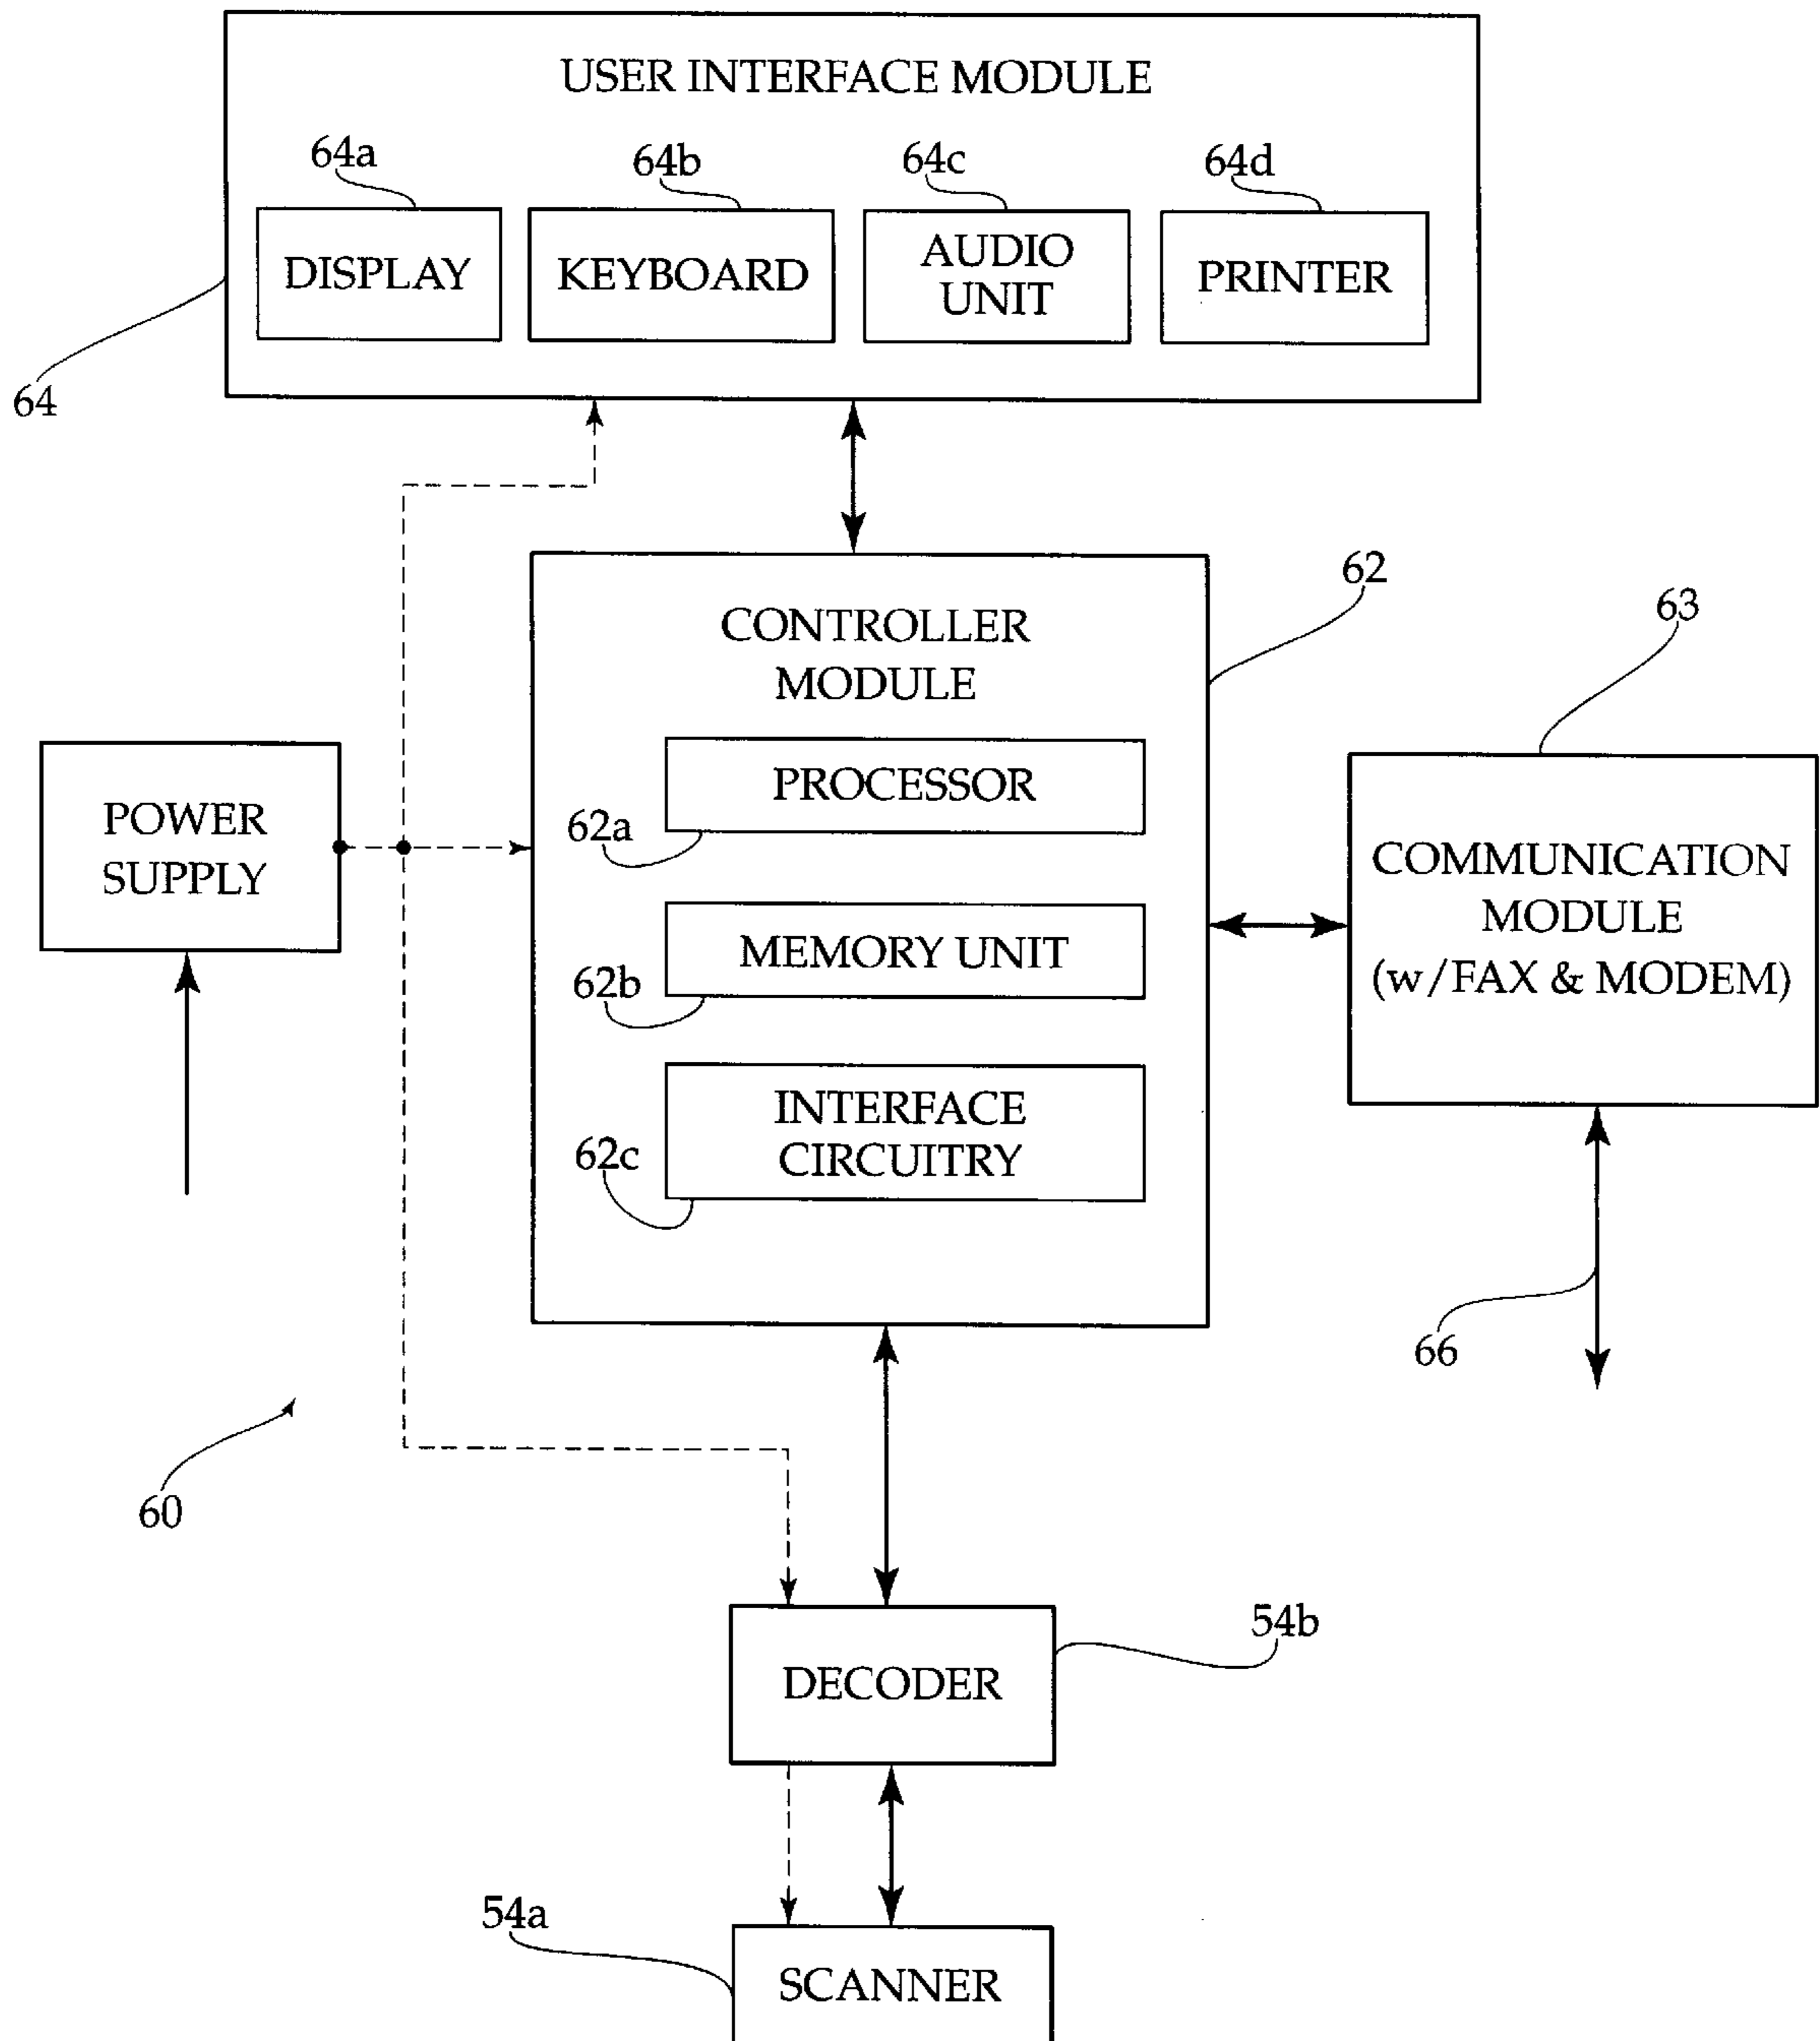 USER INTERFACE MODULE
64a
64b
64c
64d
DISPLAY
KEYBOARD
AUDIO
UNIT
PRINTER
64
62
63
CONTROLLER
MODULE
PROCESSOR
62a
POWER
SUPPLY
COMMUNICATION
MODULE
(w/FAX & MODEM)
MEMORY UNIT
62b
INTERFACE
CIRCUITRY
62c
66
60
54b
DECODER
54a
SCANNER